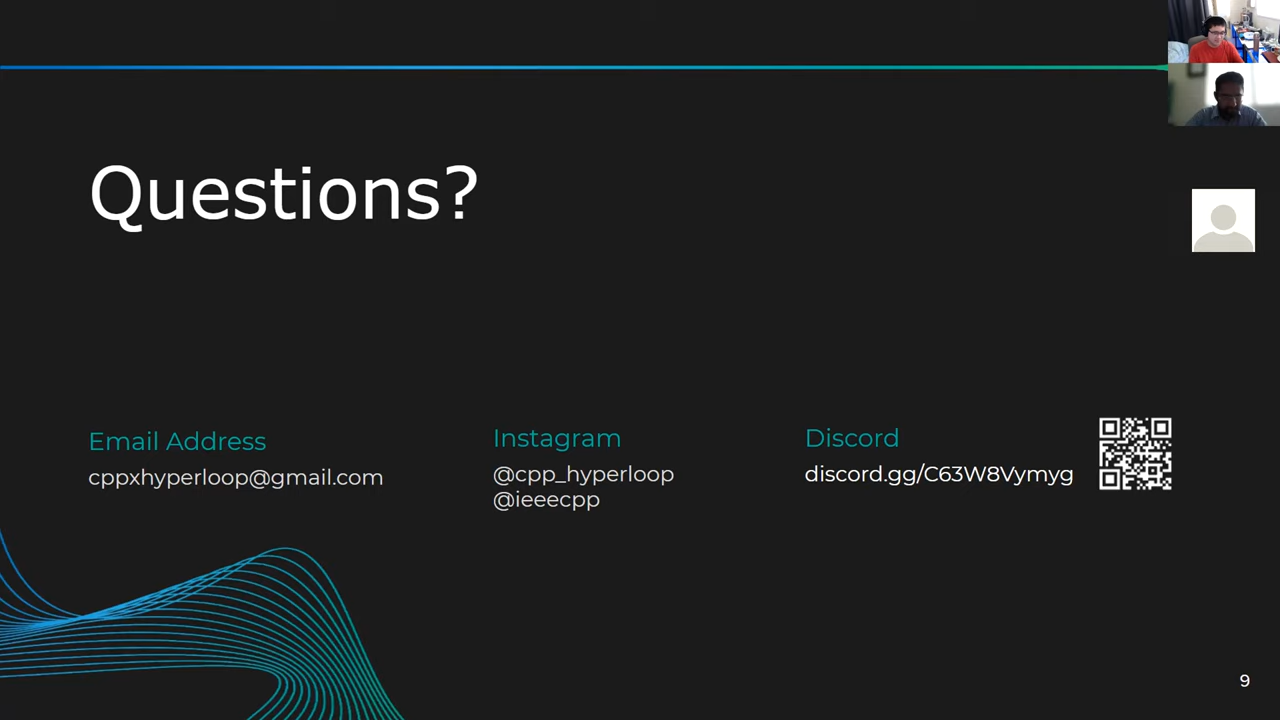 Questions?
Email Address
cppxhyperloop@gmail.com
Instagram
@cpp_hyperloop
@ieeecpp
Discord
discord.gg/C63W8Vymyg
9